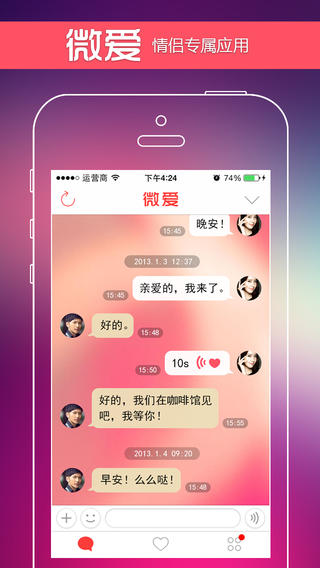 微爱 情侣专属应用
运营商 下午4:24 74%
微爱
晚安！
15:45
2013.1.3 12:37
亲爱的，我来了。
15:45
好的。
15:48
10s
15:50
好的，我们在咖啡馆见
吧，我等你！
15:48
2013.1.4 09:20
早安！么么哒！
15:48